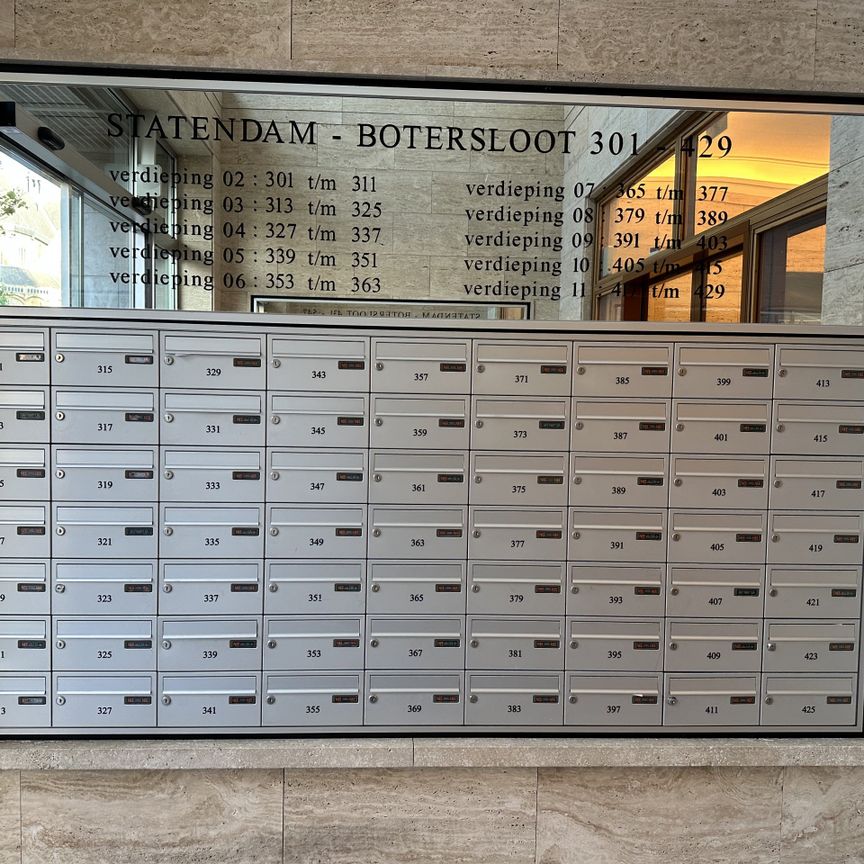 STATENDAM - BOTERSLOOT 301 - 429
verdieping 02 : 301 t/m 311
verdieping 03 : 313 t/m 325
verdieping 04 : 327 t/m 337
verdieping 05 : 339 t/m 351
verdieping 06 : 353 t/m 363
verdieping 07 : 365 t/m 377
verdieping 08 : 379 t/m 389
verdieping 09 : 391 t/m 403
verdieping 10 : 405 t/m 415
verdieping 11 : 417 t/m 429
315 329 343 357 371 385 399 413
317 331 345 359 373 387 401 415
319 333 347 361 375 389 403 417
321 335 349 363 377 391 405 419
323 337 351 365 379 393 407 421
325 339 353 367 381 395 409 423
327 341 355 369 383 397 411 425